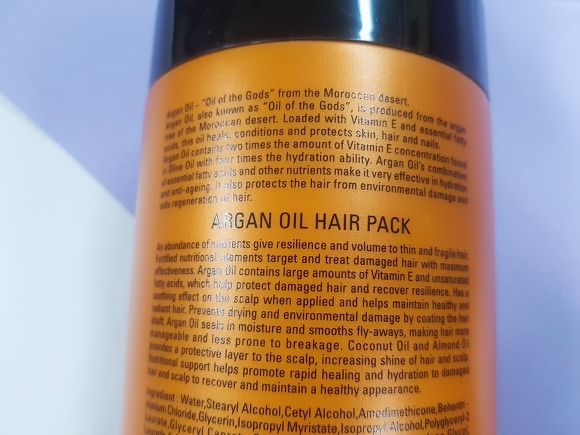 Argan Oil – "Oil of the Gods" from the Moroccan desert.
Argan Oil, also known as "Oil of the Gods", is produced from the argan
tree of the Moroccan desert. Loaded with Vitamin E and essential fatty
acids, this oil heals, conditions and protects skin, hair and nails.
Argan Oil contains two times the amount of Vitamin E concentration found
in Olive Oil with four times the hydration ability. Argan Oil's combination
of essential fatty acids and other nutrients make it very effective in hydration
and anti-ageing. It also protects the hair from environmental damage and
aids regeneration of hair.
ARGAN OIL HAIR PACK
An abundance of nutrients give resilience and volume to thin and fragile hair.
Fortified nutritional elements target and treat damaged hair with maximum
effectiveness. Argan Oil contains large amounts of Vitamin E and unsaturated
fatty acids, which help protect damaged hair and recover resilience. Has a
soothing effect on the scalp when applied and helps maintain healthy and
radiant hair. Prevents drying and environmental damage by coating the hair
shaft. Argan Oil seals in moisture and smooths fly-aways, making hair more
manageable and less prone to breakage. Coconut Oil and Almond Oil
provides a protective layer to the scalp, increasing shine of hair and scalp.
Nutritional support helps promote rapid healing and hydration to damaged
hair and scalp to recover and maintain a healthy appearance.
Ingredient : Water,Stearyl Alcohol,Cetyl Alcohol,Amodimethicone,Behentri-
monium Chloride,Glycerin,Isopropyl Myristate,Isopropyl Alcohol,Polyglyceryl-2
Laurate,Glyceryl